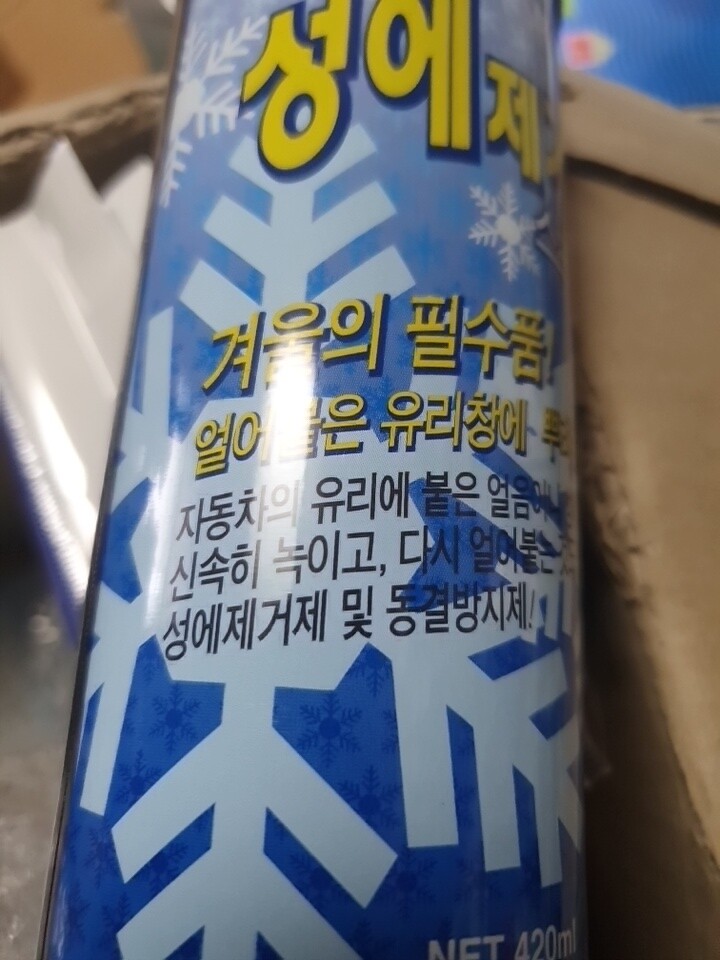 성에제
겨울의 필수품!
얼어붙은 유리창에
자동차의 유리에 붙은 얼음이나
신속히 녹이고, 다시 얼어붙는
성에제거제 및 동결방지제!
NET 420ml